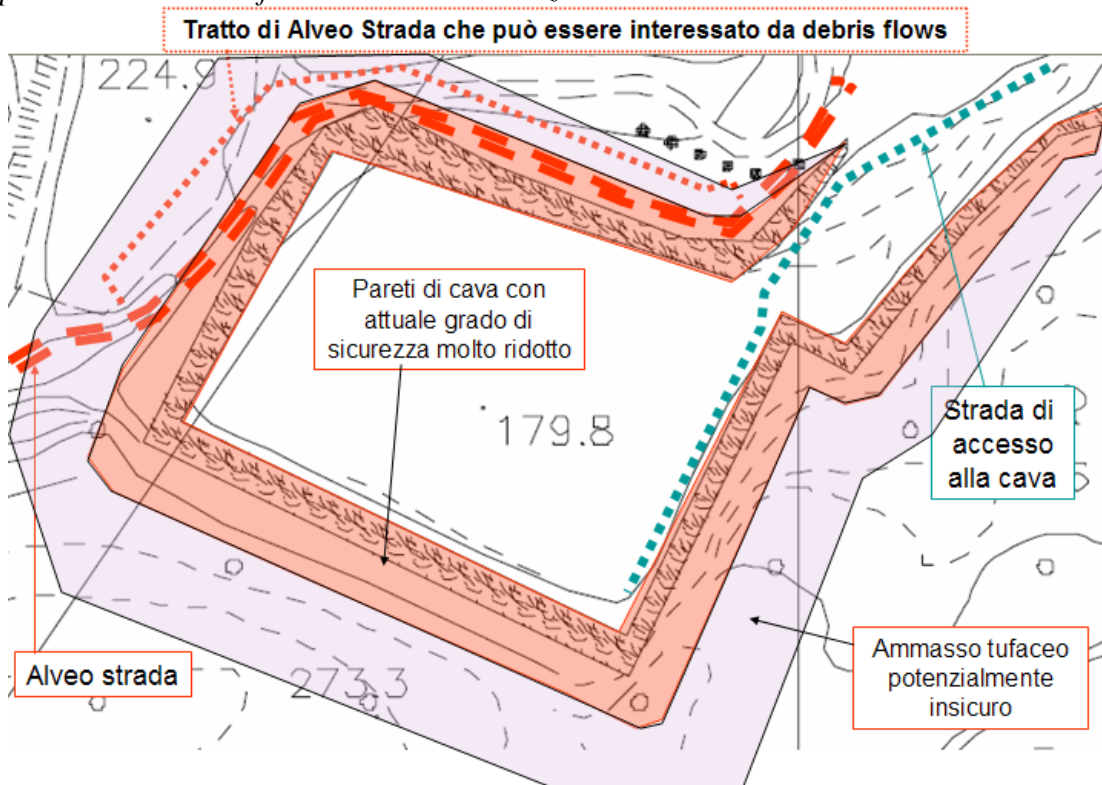 Tratto di Alveo Strada che può essere interessato da debris flows
224.9
Pareti di cava con
attuale grado di
sicurezza molto ridotto
179.8
Strada di
accesso
alla cava
Alveo strada
273.3
Ammasso tufaceo
potenzialmente
insicuro